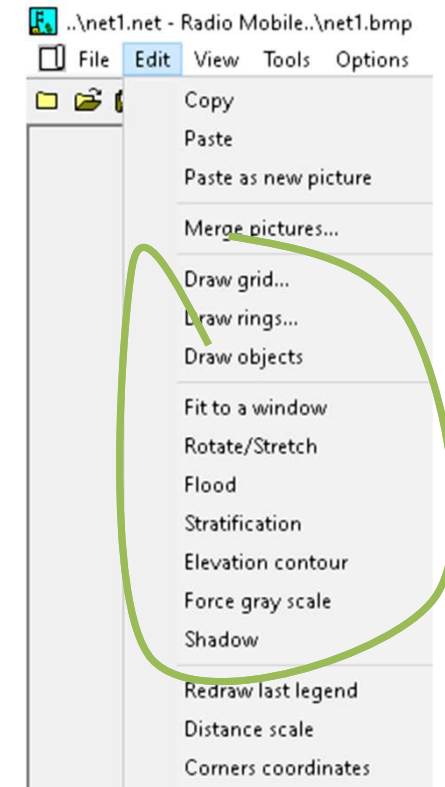 ..\net1.net - Radio Mobile..\net1.bmp
File Edit View Tools Options
Copy
Paste
Paste as new picture
Merge pictures...
Draw grid...
Draw rings...
Draw objects
Fit to a window
Rotate/Stretch
Flood
Stratification
Elevation contour
Force gray scale
Shadow
Redraw last legend
Distance scale
Corners coordinates